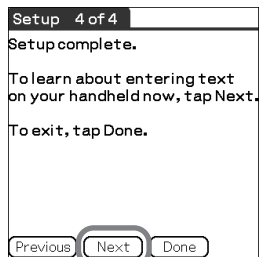 Setup 4 of 4
Setup complete.
To learn about entering text
on your handheld now, tap Next.
To exit, tap Done.
Previous Next Done